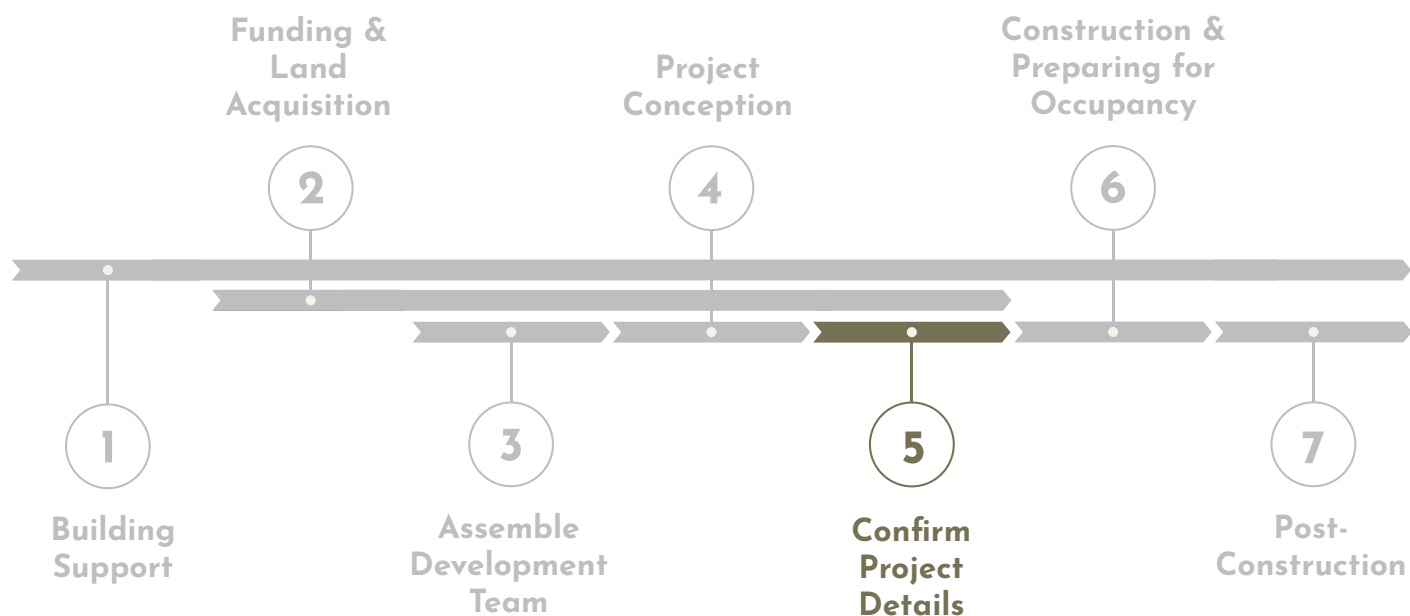 Funding &
Land
Acquisition
Project
Conception
Construction &
Preparing for
Occupancy
2
4
6
1
3
5
7
Building
Support
Assemble
Development
Team
Confirm
Project
Details
Post-
Construction